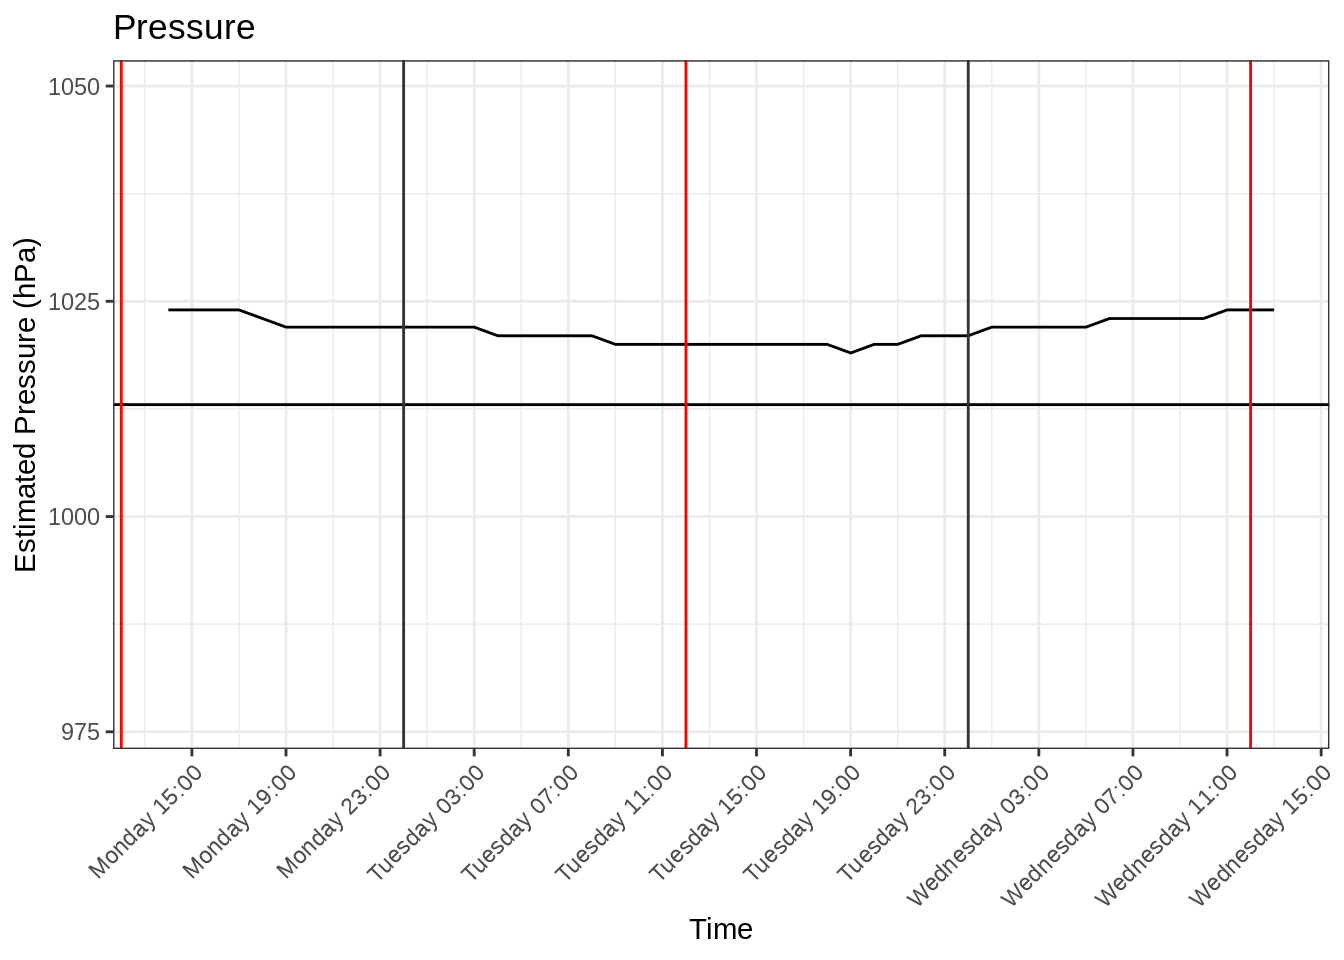 Pressure
Estimated Pressure (hPa)
1050
1025
1000
975
Monday 15:00
Monday 19:00
Monday 23:00
Tuesday 03:00
Tuesday 07:00
Tuesday 11:00
Tuesday 15:00
Tuesday 19:00
Tuesday 23:00
Wednesday 03:00
Wednesday 07:00
Wednesday 11:00
Wednesday 15:00
Time